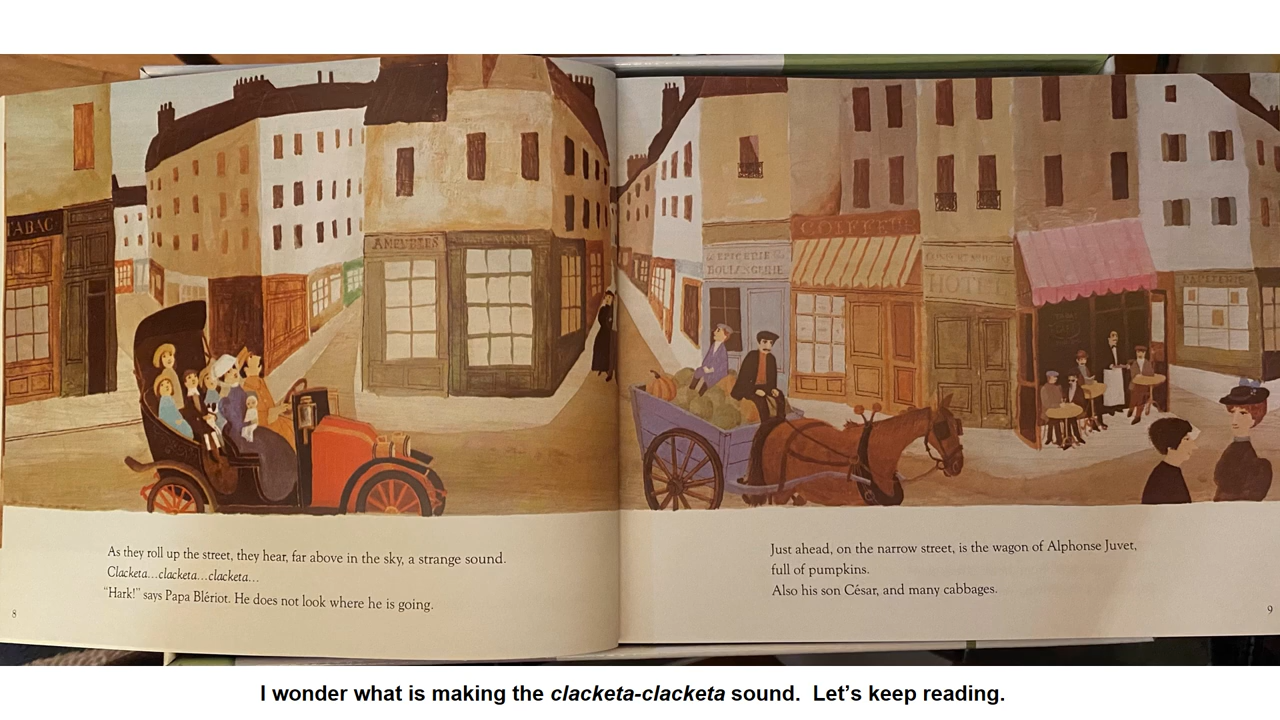 TABAC
AMEUBLES
EPICERIE
BOULANGERIE
COIFFEUR
HOTEL
As they roll up the street, they hear, far above in the sky, a strange sound.
Clacketa...clacketa...clacketa...
"Hark!" says Papa Blériot. He does not look where he is going.
8
Just ahead, on the narrow street, is the wagon of Alphonse Juvet,
full of pumpkins.
Also his son César, and many cabbages.
9
I wonder what is making the clacketa-clacketa sound.  Let's keep reading.